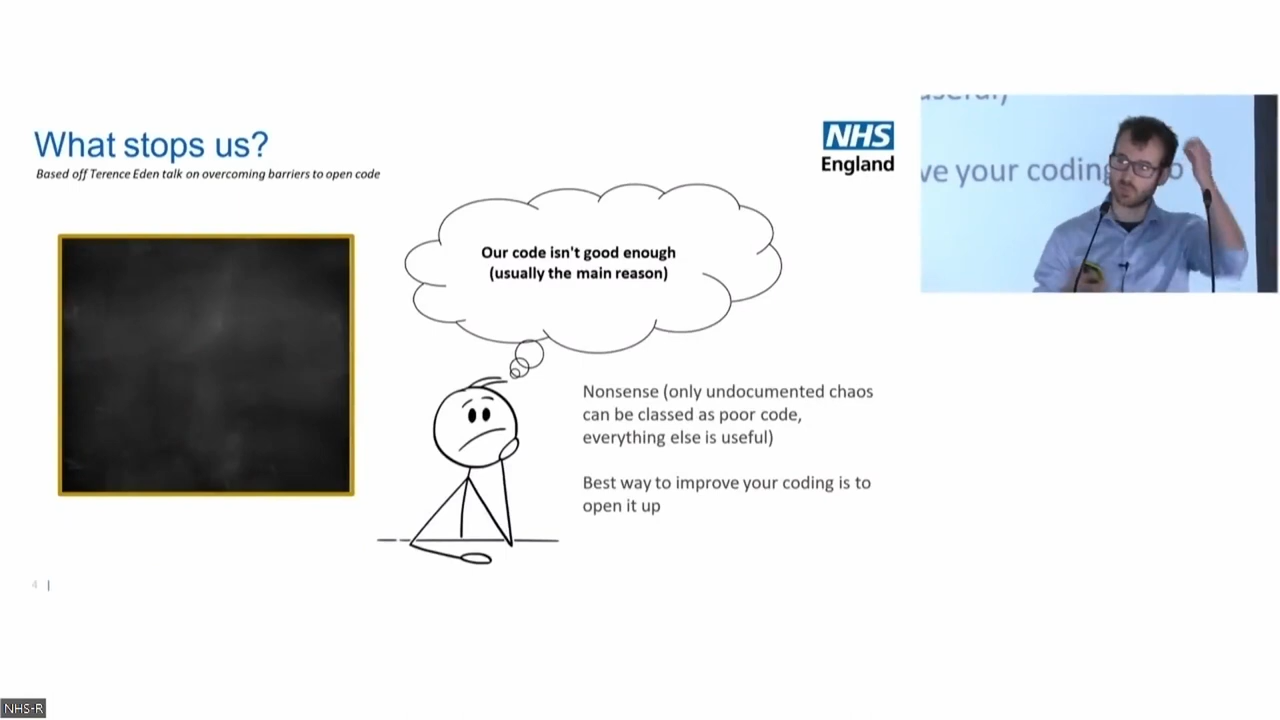 What stops us?
Based off Terence Eden talk on overcoming barriers to open code
NHS
England
Our code isn't good enough
(usually the main reason)
Nonsense (only undocumented chaos
can be classed as poor code,
everything else is useful)
Best way to improve your coding is to
open it up
4 |
useful)
ve your coding
NHS-R